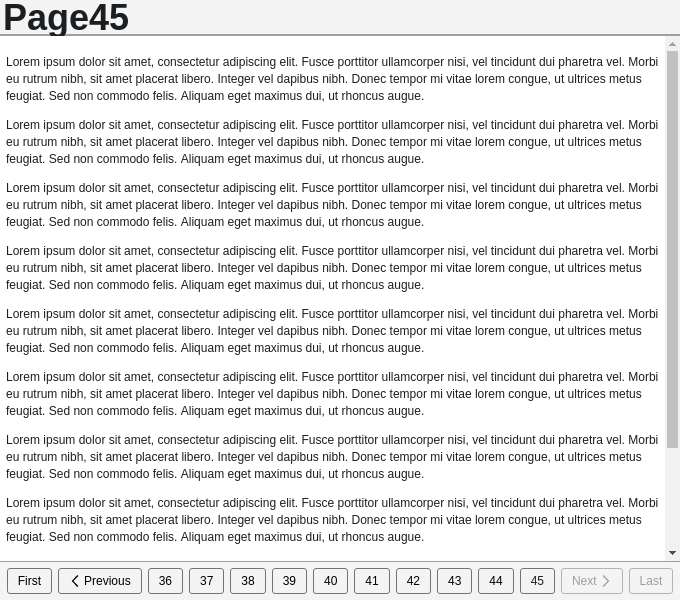 Page45
Lorem ipsum dolor sit amet, consectetur adipiscing elit. Fusce porttitor ullamcorper nisi, vel tincidunt dui pharetra vel. Morbi
eu rutrum nibh, sit amet placerat libero. Integer vel dapibus nibh. Donec tempor mi vitae lorem congue, ut ultrices metus
feugiat. Sed non commodo felis. Aliquam eget maximus dui, ut rhoncus augue.
Lorem ipsum dolor sit amet, consectetur adipiscing elit. Fusce porttitor ullamcorper nisi, vel tincidunt dui pharetra vel. Morbi
eu rutrum nibh, sit amet placerat libero. Integer vel dapibus nibh. Donec tempor mi vitae lorem congue, ut ultrices metus
feugiat. Sed non commodo felis. Aliquam eget maximus dui, ut rhoncus augue.
Lorem ipsum dolor sit amet, consectetur adipiscing elit. Fusce porttitor ullamcorper nisi, vel tincidunt dui pharetra vel. Morbi
eu rutrum nibh, sit amet placerat libero. Integer vel dapibus nibh. Donec tempor mi vitae lorem congue, ut ultrices metus
feugiat. Sed non commodo felis. Aliquam eget maximus dui, ut rhoncus augue.
Lorem ipsum dolor sit amet, consectetur adipiscing elit. Fusce porttitor ullamcorper nisi, vel tincidunt dui pharetra vel. Morbi
eu rutrum nibh, sit amet placerat libero. Integer vel dapibus nibh. Donec tempor mi vitae lorem congue, ut ultrices metus
feugiat. Sed non commodo felis. Aliquam eget maximus dui, ut rhoncus augue.
Lorem ipsum dolor sit amet, consectetur adipiscing elit. Fusce porttitor ullamcorper nisi, vel tincidunt dui pharetra vel. Morbi
eu rutrum nibh, sit amet placerat libero. Integer vel dapibus nibh. Donec tempor mi vitae lorem congue, ut ultrices metus
feugiat. Sed non commodo felis. Aliquam eget maximus dui, ut rhoncus augue.
Lorem ipsum dolor sit amet, consectetur adipiscing elit. Fusce porttitor ullamcorper nisi, vel tincidunt dui pharetra vel. Morbi
eu rutrum nibh, sit amet placerat libero. Integer vel dapibus nibh. Donec tempor mi vitae lorem congue, ut ultrices metus
feugiat. Sed non commodo felis. Aliquam eget maximus dui, ut rhoncus augue.
Lorem ipsum dolor sit amet, consectetur adipiscing elit. Fusce porttitor ullamcorper nisi, vel tincidunt dui pharetra vel. Morbi
eu rutrum nibh, sit amet placerat libero. Integer vel dapibus nibh. Donec tempor mi vitae lorem congue, ut ultrices metus
feugiat. Sed non commodo felis. Aliquam eget maximus dui, ut rhoncus augue.
Lorem ipsum dolor sit amet, consectetur adipiscing elit. Fusce porttitor ullamcorper nisi, vel tincidunt dui pharetra vel. Morbi
eu rutrum nibh, sit amet placerat libero. Integer vel dapibus nibh. Donec tempor mi vitae lorem congue, ut ultrices metus
feugiat. Sed non commodo felis. Aliquam eget maximus dui, ut rhoncus augue.
First Previous 36 37 38 39 40 41 42 43 44 45 Next Last